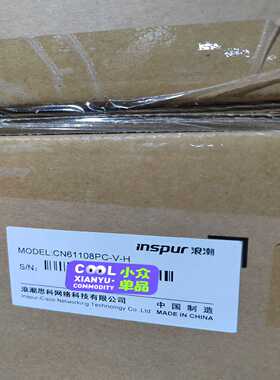 inspur 浪潮
MODEL:CN61108PC-V-H
S/N:
COOL 小众
XIANYU- 单品
COMMODITY
浪潮思科网络科技有限公司
Inspur-Cisco Networking Technology Co.,Ltd
中国制造
MADE IN CHINA